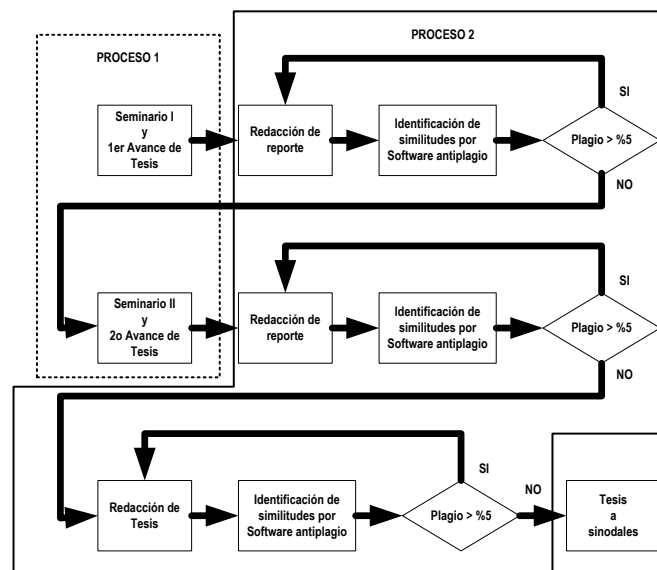 PROCESO 1
PROCESO 2
SI
Seminario I
y
1er Avance de
Tesis
Redacción de
reporte
Identificación de
similitudes por
Software antiplagio
Plagio > %5
NO
SI
Seminario II
y
2o Avance de
Tesis
Redacción de
reporte
Identificación de
similitudes por
Software antiplagio
Plagio > %5
NO
SI
Redacción de
Tesis
Identificación de
similitudes por
Software antiplagio
Plagio > %5
NO
Tesis
a
sinodales